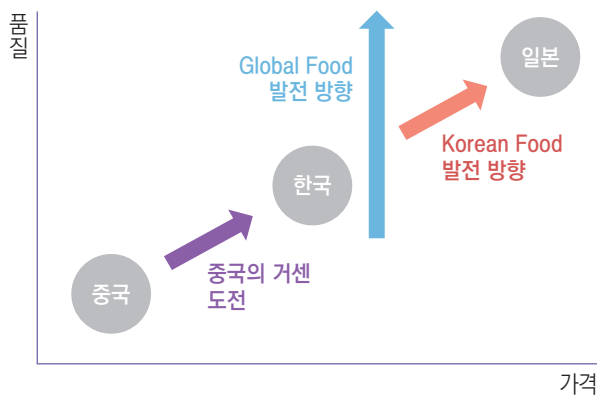 품
질
Global Food
발전 방향
일본
Korean Food
발전 방향
한국
중국의 거센
도전
중국
가격